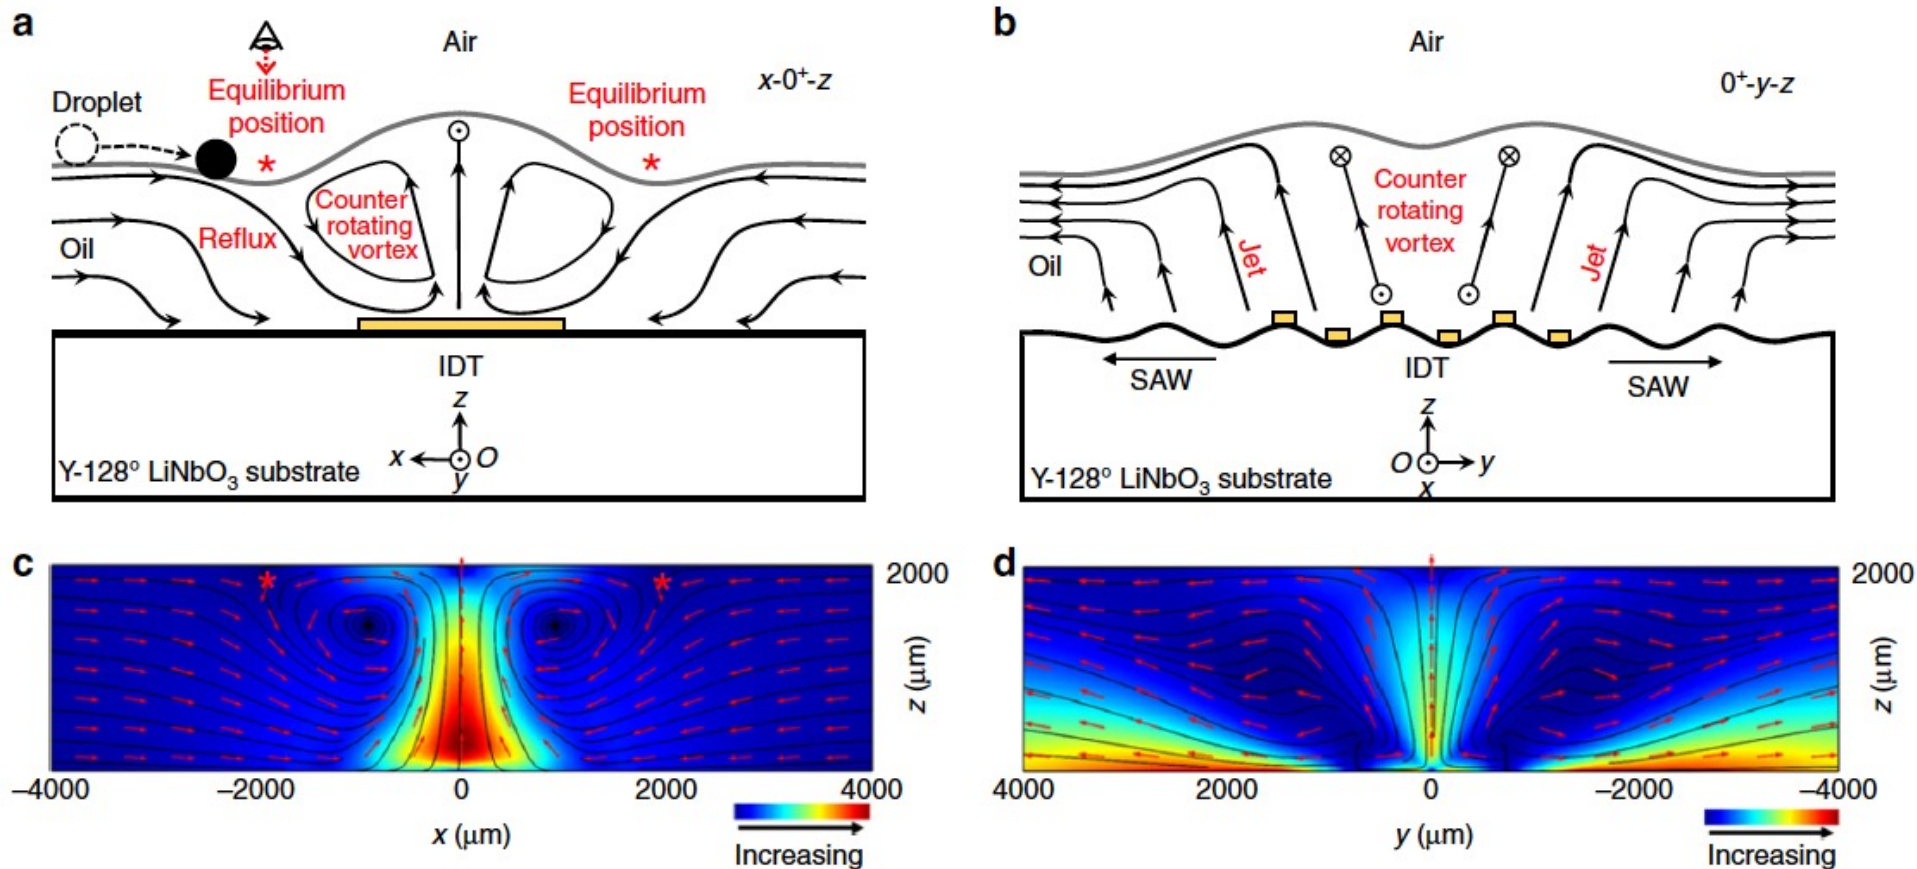 a
Air
x-0⁺-z
Droplet
Equilibrium
position
*
Equilibrium
position
*
Counter
rotating
vortex
Reflux
Oil
IDT
z
x
O
y
Y-128° LiNbO₃ substrate
b
Air
0⁺-y-z
Counter
rotating
vortex
Jet
Jet
Oil
SAW
IDT
SAW
z
O
y
x
Y-128° LiNbO₃ substrate
c
*
*
2000
z (µm)
–4000
–2000
0
2000
4000
x (µm)
Increasing
d
2000
z (µm)
4000
2000
0
–2000
–4000
y (µm)
Increasing